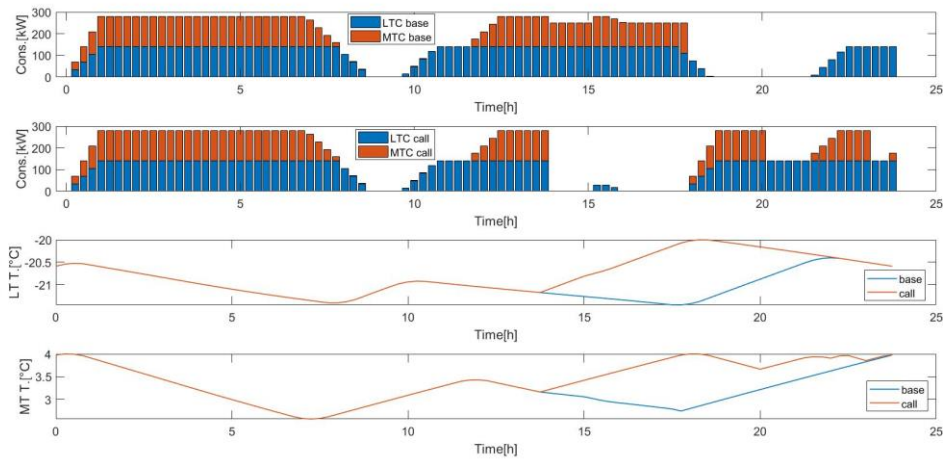 300
200
100
0
Cons.[kW]
LTC base
MTC base
0 5 10 15 20 25
Time[h]
300
200
100
0
Cons.[kW]
LTC call
MTC call
0 5 10 15 20 25
Time[h]
-20
-20.5
-21
LT T.[°C]
base
call
0 5 10 15 20 25
Time[h]
4
3.5
3
MT T.[°C]
base
call
0 5 10 15 20 25
Time[h]